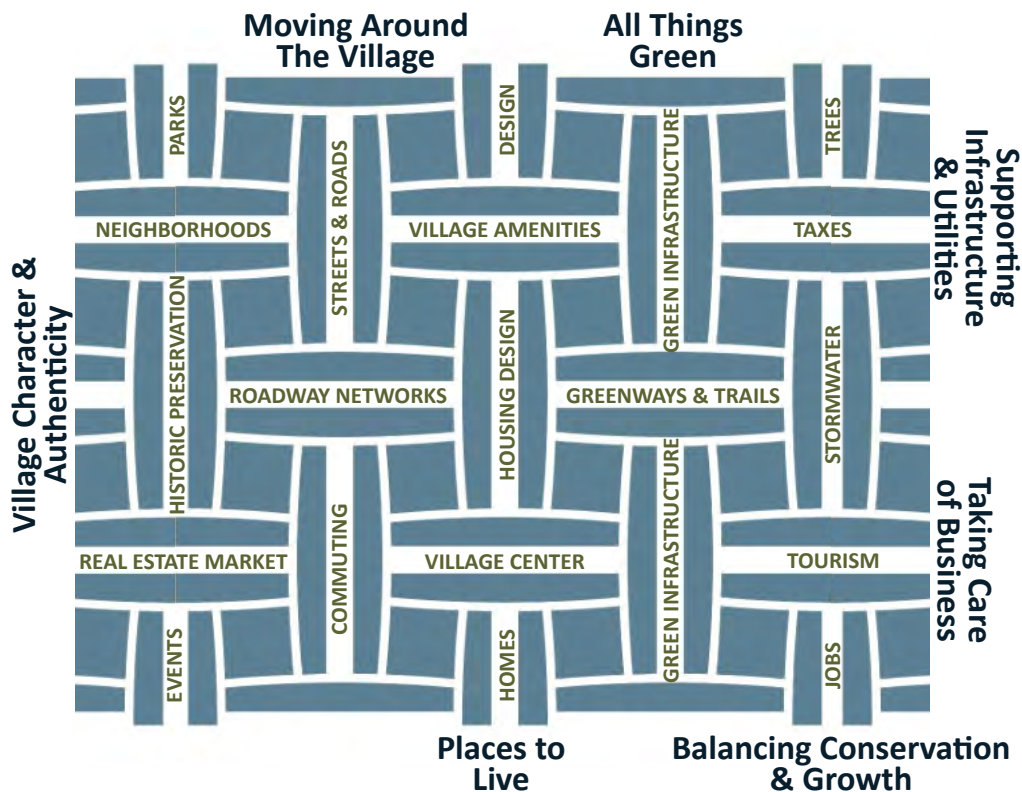 Moving Around
The Village
All Things
Green
PARKS
DESIGN
TREES
STREETS & ROADS
GREEN INFRASTRUCTURE
Supporting
Infrastructure
& Utilities
NEIGHBORHOODS
VILLAGE AMENITIES
TAXES
Village Character &
Authenticity
HISTORIC PRESERVATION
HOUSING DESIGN
STORMWATER
ROADWAY NETWORKS
GREENWAYS & TRAILS
COMMUTING
GREEN INFRASTRUCTURE
Taking Care
of Business
REAL ESTATE MARKET
VILLAGE CENTER
TOURISM
EVENTS
HOMES
JOBS
Places to
Live
Balancing Conservation
& Growth